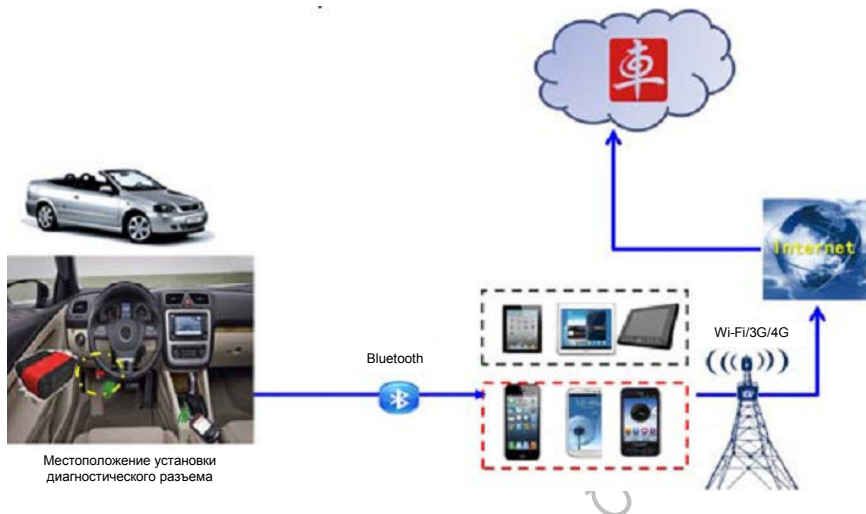 車
Internet
Wi-Fi/3G/4G
Bluetooth
Местоположение установки
диагностического разъема